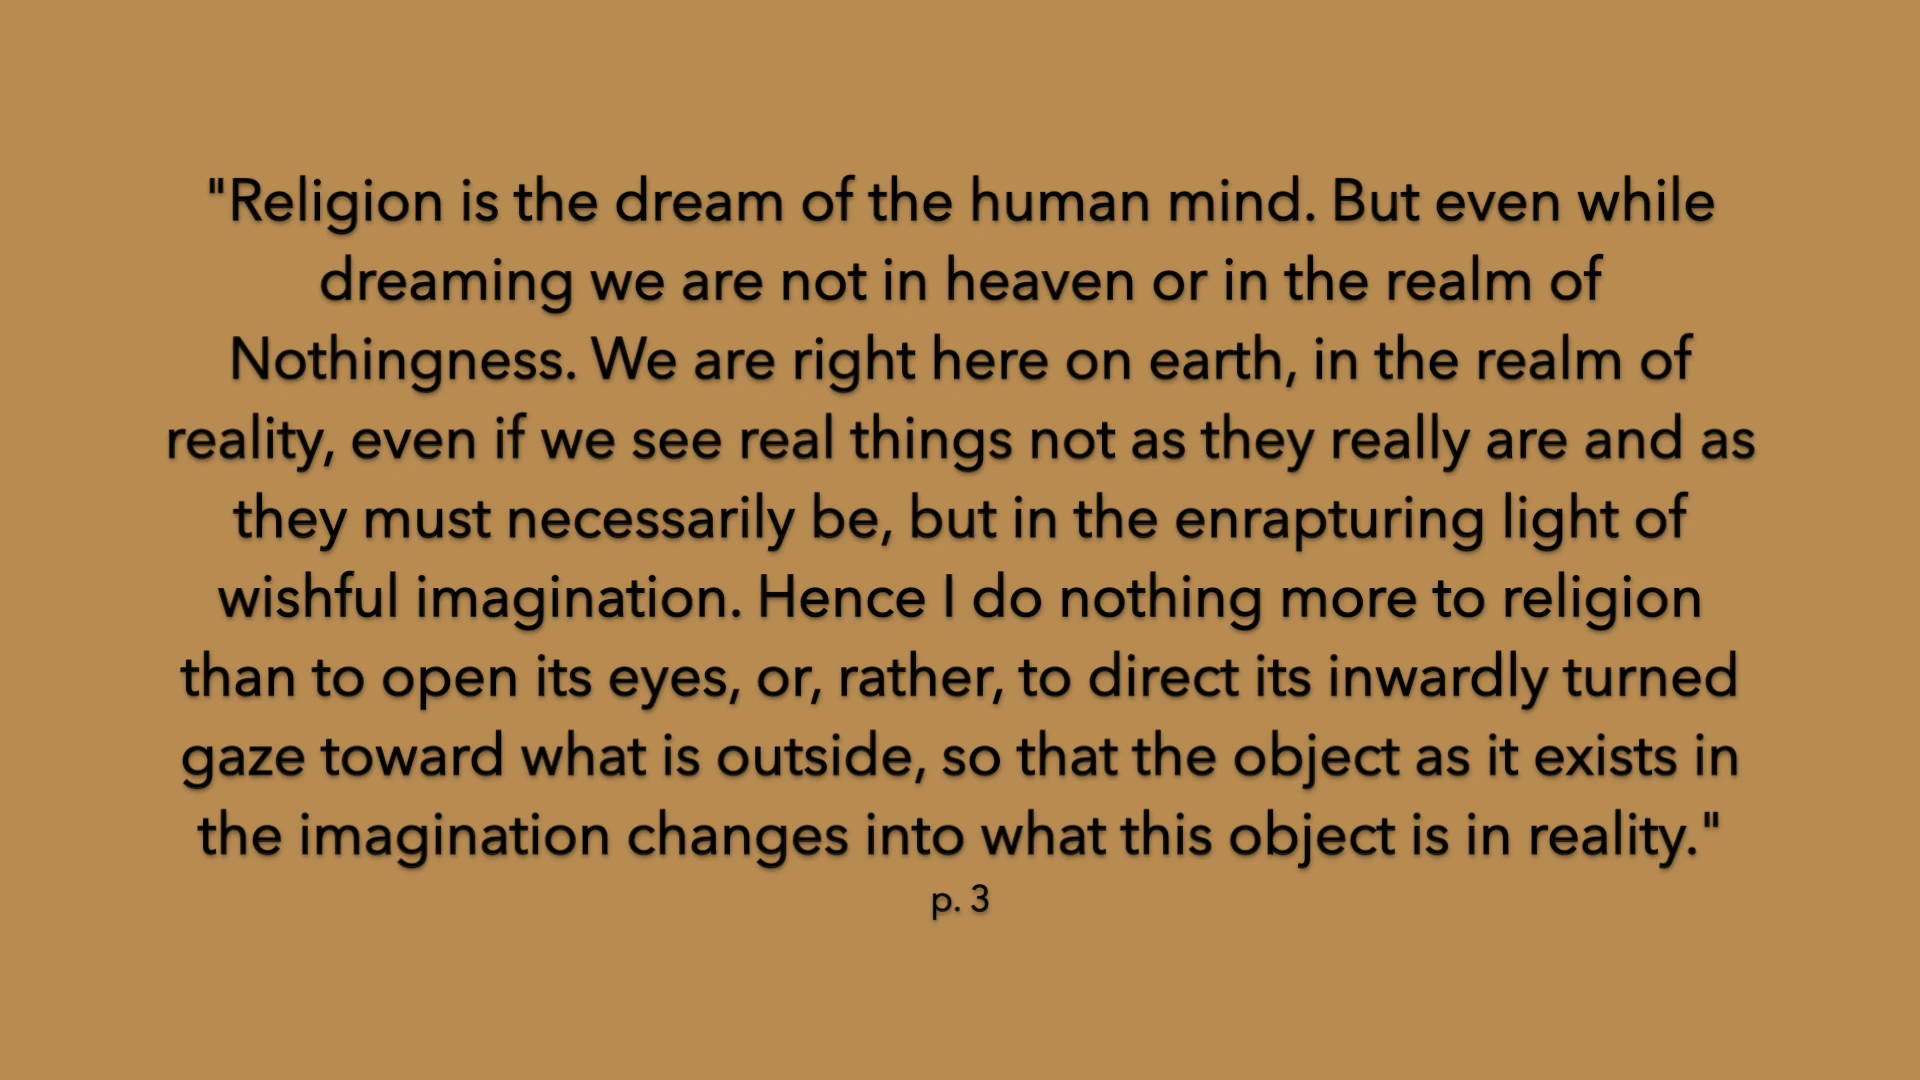 "Religion is the dream of the human mind. But even while
dreaming we are not in heaven or in the realm of
Nothingness. We are right here on earth, in the realm of
reality, even if we see real things not as they really are and as
they must necessarily be, but in the enrapturing light of
wishful imagination. Hence I do nothing more to religion
than to open its eyes, or, rather, to direct its inwardly turned
gaze toward what is outside, so that the object as it exists in
the imagination changes into what this object is in reality."
p. 3